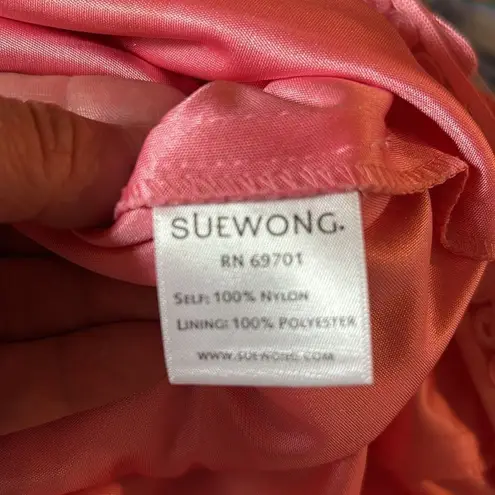 SUEWONG.
RN 69701
SELF: 100% NYLON
LINING: 100% POLYESTER
WWW.SUEWONG.COM